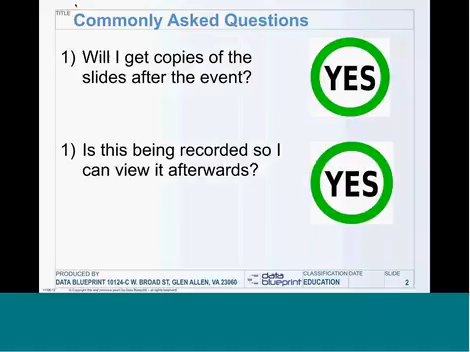 TITLE
Commonly Asked Questions
1) Will I get copies of the
slides after the event?
YES
1) Is this being recorded so I
can view it afterwards?
YES
PRODUCED BY
DATA BLUEPRINT 10124-C W. BROAD ST, GLEN ALLEN, VA 23060
data
blueprint
CLASSIFICATION DATE SLIDE
EDUCATION 2